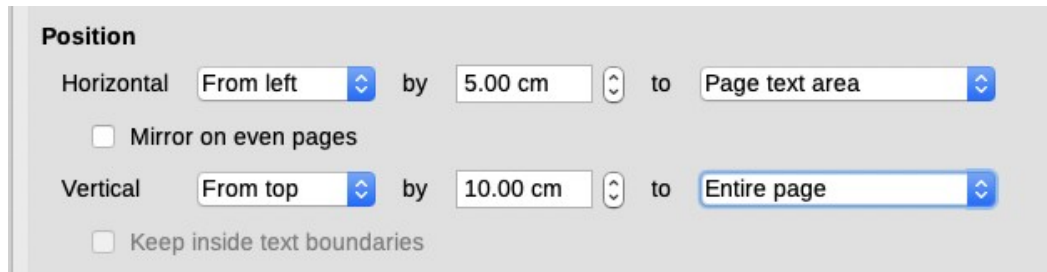 Position
Horizontal From left by 5.00 cm to Page text area
Mirror on even pages
Vertical From top by 10.00 cm to Entire page
Keep inside text boundaries